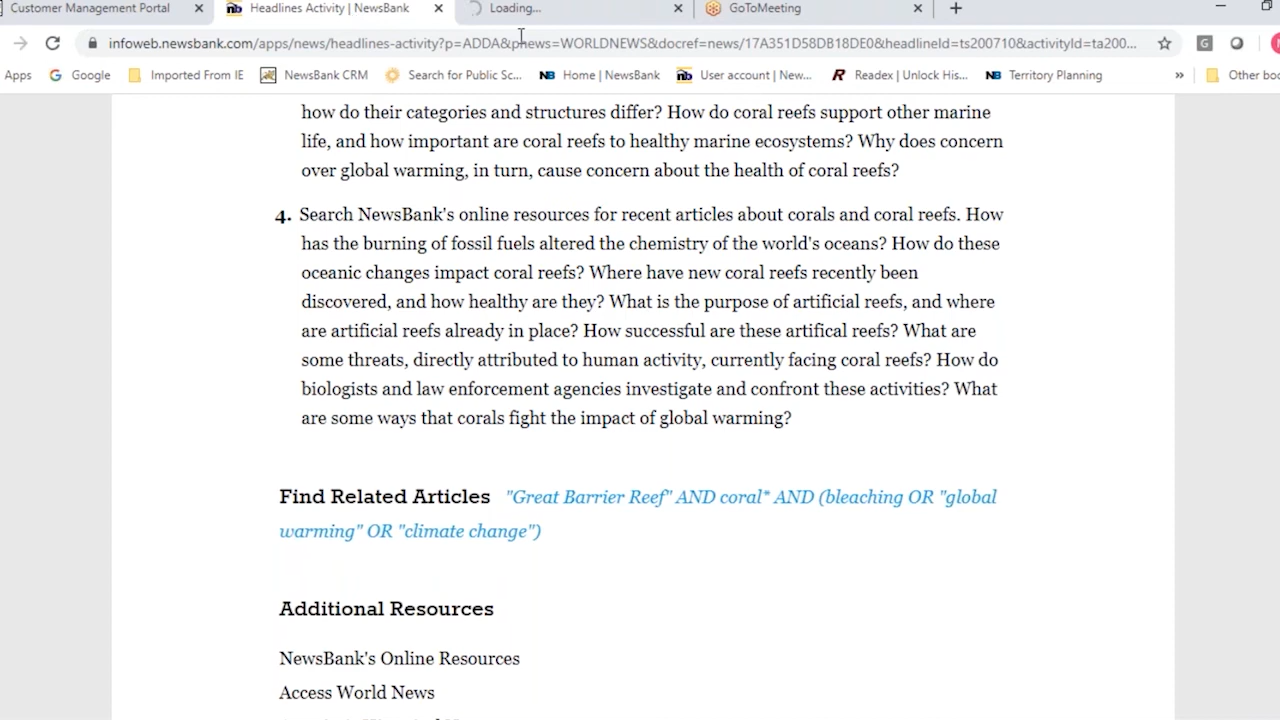 Customer Management Portal
Headlines Activity | NewsBank
Loading...
GoToMeeting
infoweb.newsbank.com/apps/news/headlines-activity?p=ADDA&pnews=WORLDNEWS&docref=news/17A351D58DB18DE0&headlineId=ts200710&activityId=ta200...
G
Apps
Google
Imported From IE
NewsBank CRM
Search for Public Sc...
Home | NewsBank
User account | New...
Readex | Unlock His...
Territory Planning
»
Other boo
how do their categories and structures differ? How do coral reefs support other marine
life, and how important are coral reefs to healthy marine ecosystems? Why does concern
over global warming, in turn, cause concern about the health of coral reefs?
4. Search NewsBank's online resources for recent articles about corals and coral reefs. How
has the burning of fossil fuels altered the chemistry of the world's oceans? How do these
oceanic changes impact coral reefs? Where have new coral reefs recently been
discovered, and how healthy are they? What is the purpose of artificial reefs, and where
are artificial reefs already in place? How successful are these artifical reefs? What are
some threats, directly attributed to human activity, currently facing coral reefs? How do
biologists and law enforcement agencies investigate and confront these activities? What
are some ways that corals fight the impact of global warming?
Find Related Articles "Great Barrier Reef" AND coral* AND (bleaching OR "global
warming" OR "climate change")
Additional Resources
NewsBank's Online Resources
Access World News